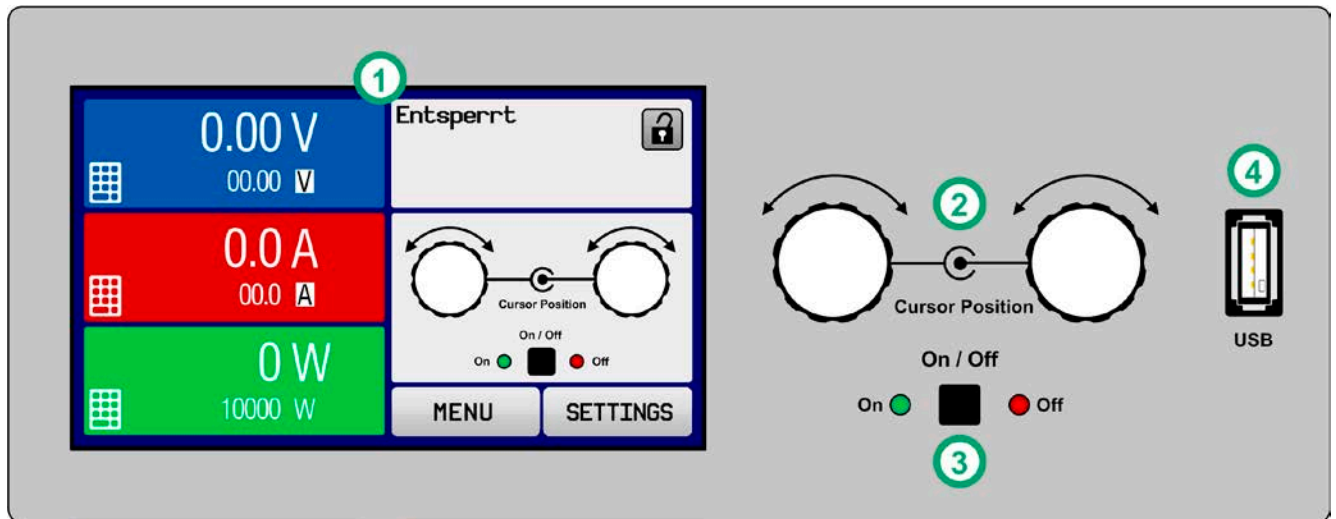 1
0.00 V
00.00 V
0.0 A
00.0 A
0 W
10000 W
Entsperrt
Cursor Position
On / Off
On Off
MENU
SETTINGS
2
Cursor Position
On / Off
On Off
3
4
USB